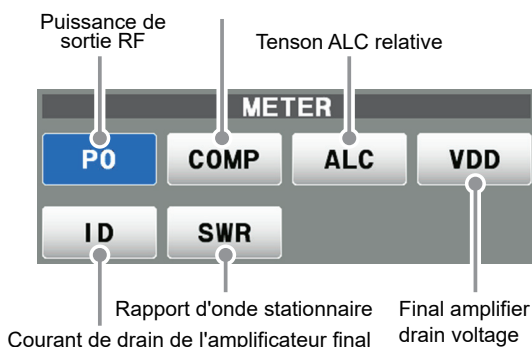 Puissance de
sortie RF
Tenson ALC relative
METER
PO
COMP
ALC
VDD
ID
SWR
Rapport d'onde stationnaire
Final amplifier
drain voltage
Courant de drain de l'amplificateur final